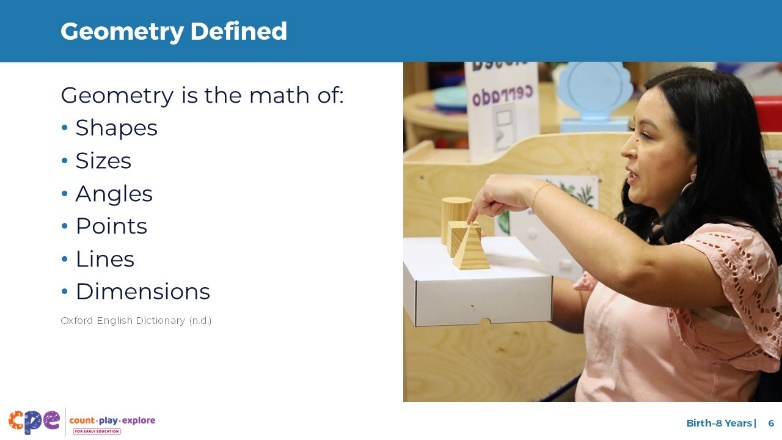 Geometry Defined
Geometry is the math of:
• Shapes
• Sizes
• Angles
• Points
• Lines
• Dimensions
Oxford English Dictionary (n.d.)
cerrado
cpe
count·play·explore
FOR EARLY EDUCATION
Birth–8 Years | 6